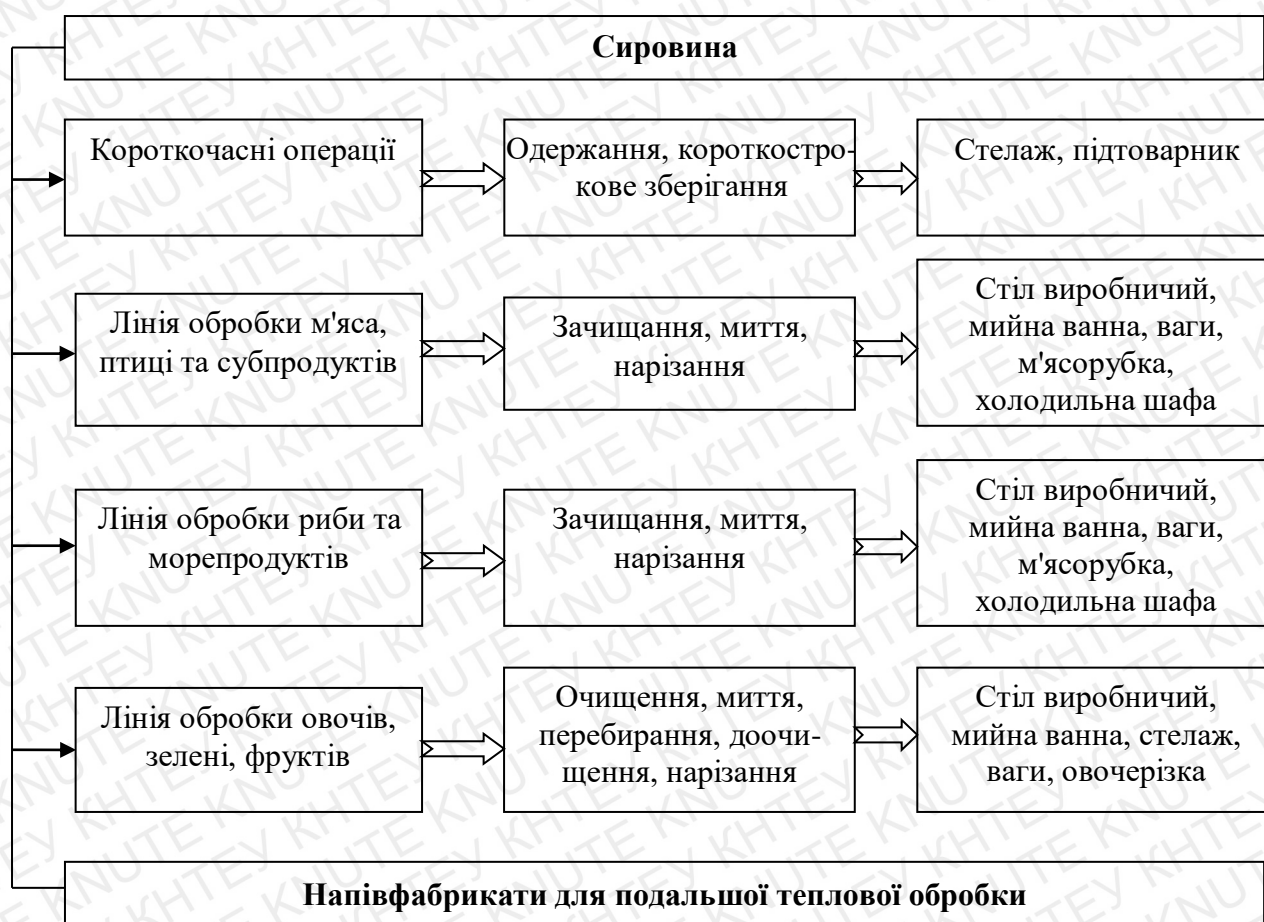 Сировина
Короткочасні операції
Одержання, короткостро-
кове зберігання
Стелаж, підтоварник
Лінія обробки м'яса,
птиці та субпродуктів
Зачищання, миття,
нарізання
Стіл виробничий,
мийна ванна, ваги,
м'ясорубка,
холодильна шафа
Лінія обробки риби та
морепродуктів
Зачищання, миття,
нарізання
Стіл виробничий,
мийна ванна, ваги,
м'ясорубка,
холодильна шафа
Лінія обробки овочів,
зелені, фруктів
Очищення, миття,
перебирання, доочи-
щення, нарізання
Стіл виробничий,
мийна ванна, стелаж,
ваги, овочерізка
Напівфабрикати для подальшої теплової обробки